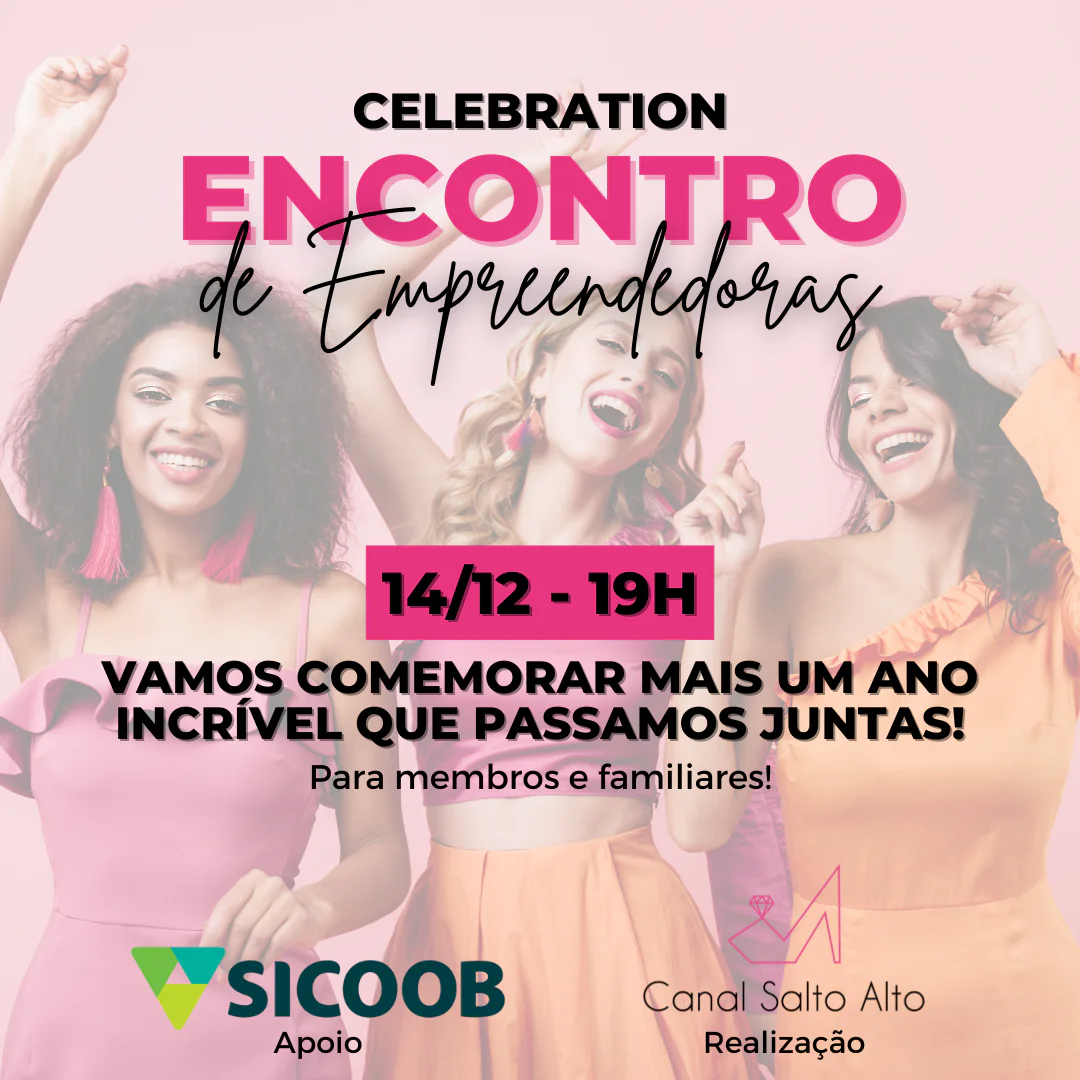 CELEBRATION
ENCONTRO
de Empreendedoras
14/12 - 19H
VAMOS COMEMORAR MAIS UM ANO
INCRÍVEL QUE PASSAMOS JUNTAS!
Para membros e familiares!
SICOOB
Apoio
Canal Salto Alto
Realização